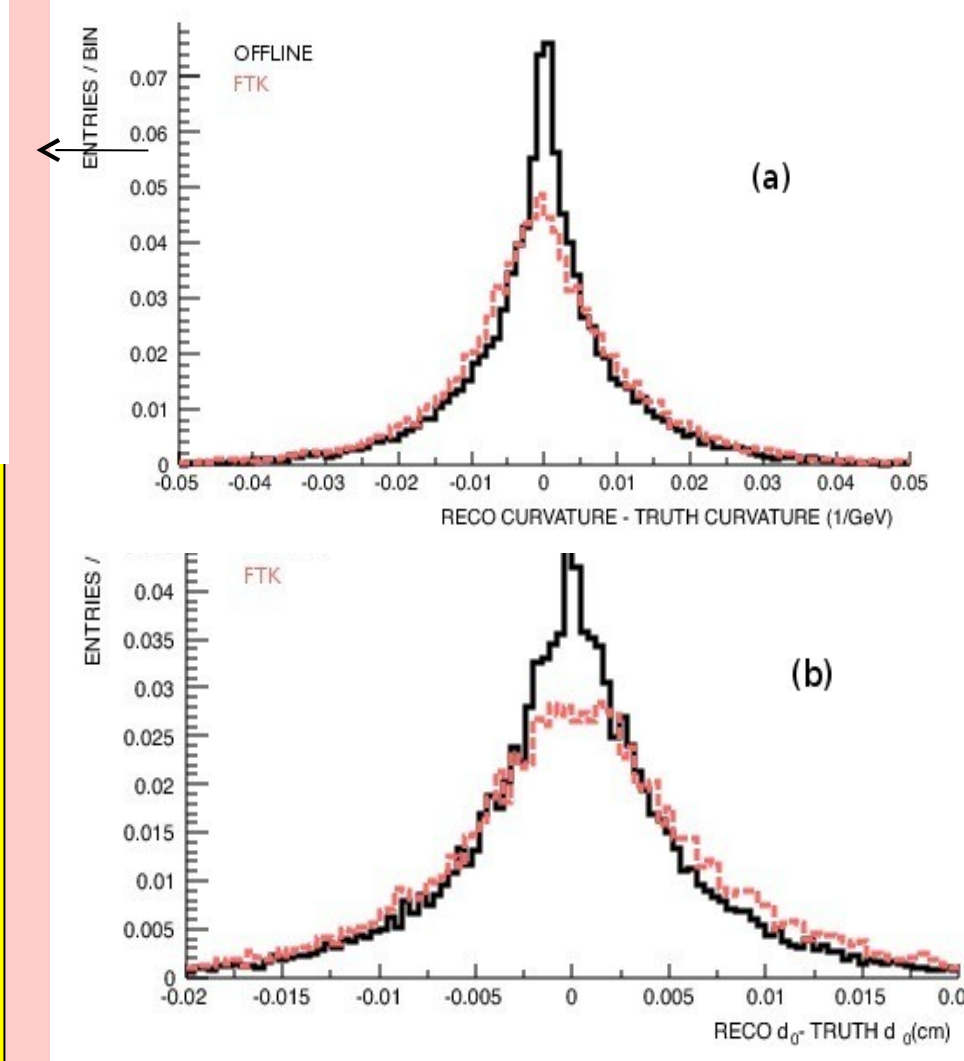 ENTRIES / BIN
OFFLINE
FTK
(a)
0.07
0.06
0.05
0.04
0.03
0.02
0.01
0
-0.05 -0.04 -0.03 -0.02 -0.01 0 0.01 0.02 0.03 0.04 0.05
RECO CURVATURE - TRUTH CURVATURE (1/GeV)
ENTRIES /
FTK
(b)
0.04
0.035
0.03
0.025
0.02
0.015
0.01
0.005
0
-0.02 -0.015 -0.01 -0.005 0 0.005 0.01 0.015 0.0
RECO d0- TRUTH d 0(cm)